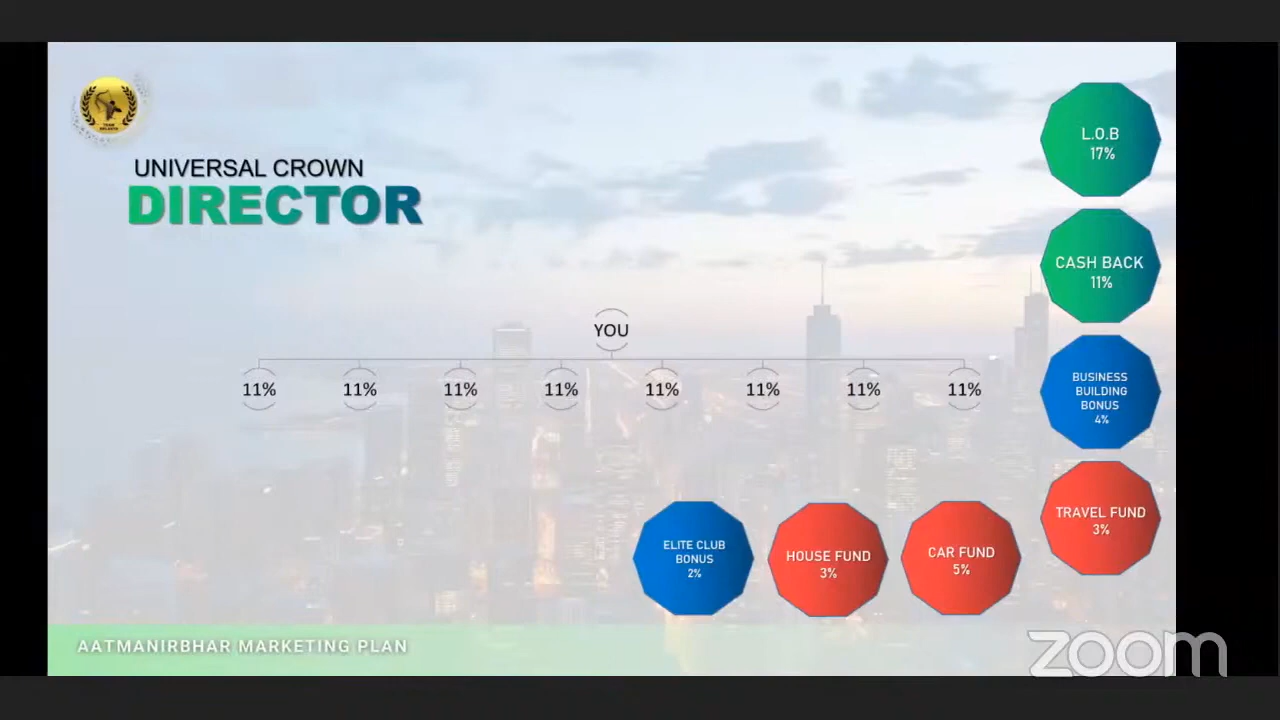 UNIVERSAL CROWN
DIRECTOR
YOU
11% 11% 11% 11% 11% 11% 11% 11%
L.O.B
17%
CASH BACK
11%
BUSINESS
BUILDING
BONUS
4%
TRAVEL FUND
3%
ELITE CLUB
BONUS
2%
HOUSE FUND
3%
CAR FUND
5%
AATMANIRBHAR MARKETING PLAN
zoom